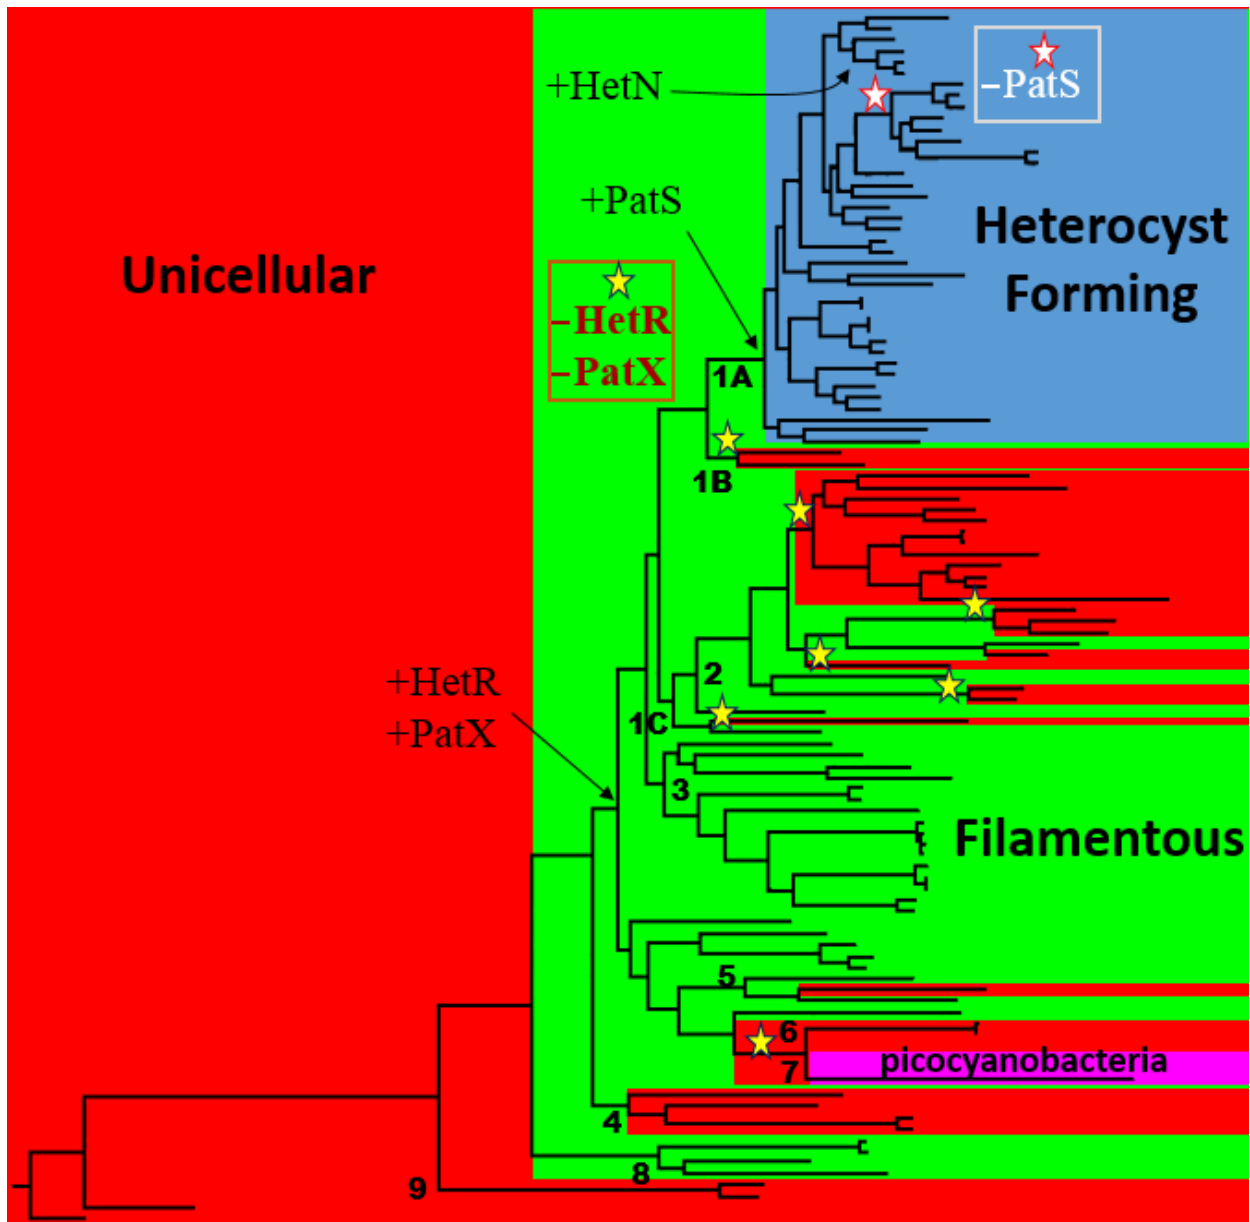 +HetN
–PatS
+PatS
Heterocyst
Forming
Unicellular
–HetR
–PatX
1A
1B
2
+HetR
+PatX
1C
3
Filamentous
5
6
picocyanobacteria
7
4
8
9